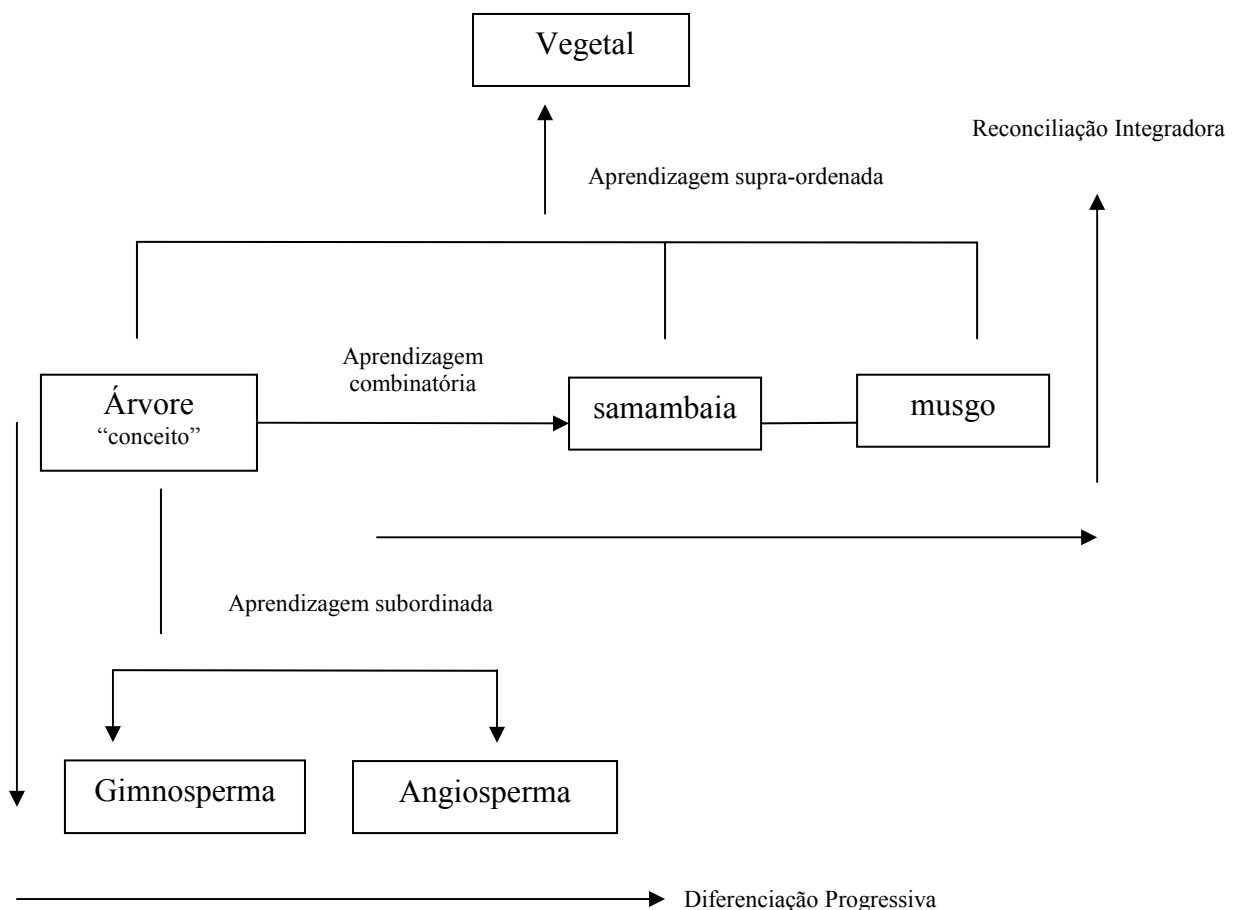 Vegetal
Reconciliação Integradora
Aprendizagem supra-ordenada
Aprendizagem
combinatória
Árvore
“conceito”
samambaia
musgo
Aprendizagem subordinada
Gimnosperma
Angiosperma
Diferenciação Progressiva